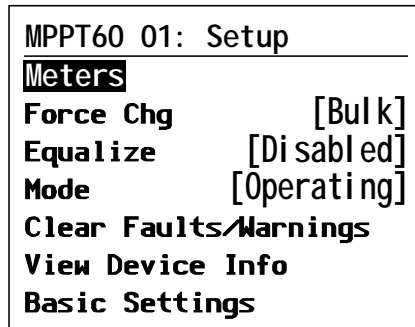 MPPT60 01: Setup
Meters
Force Chg [Bulk]
Equalize [Disabled]
Mode [Operating]
Clear Faults/Warnings
View Device Info
Basic Settings